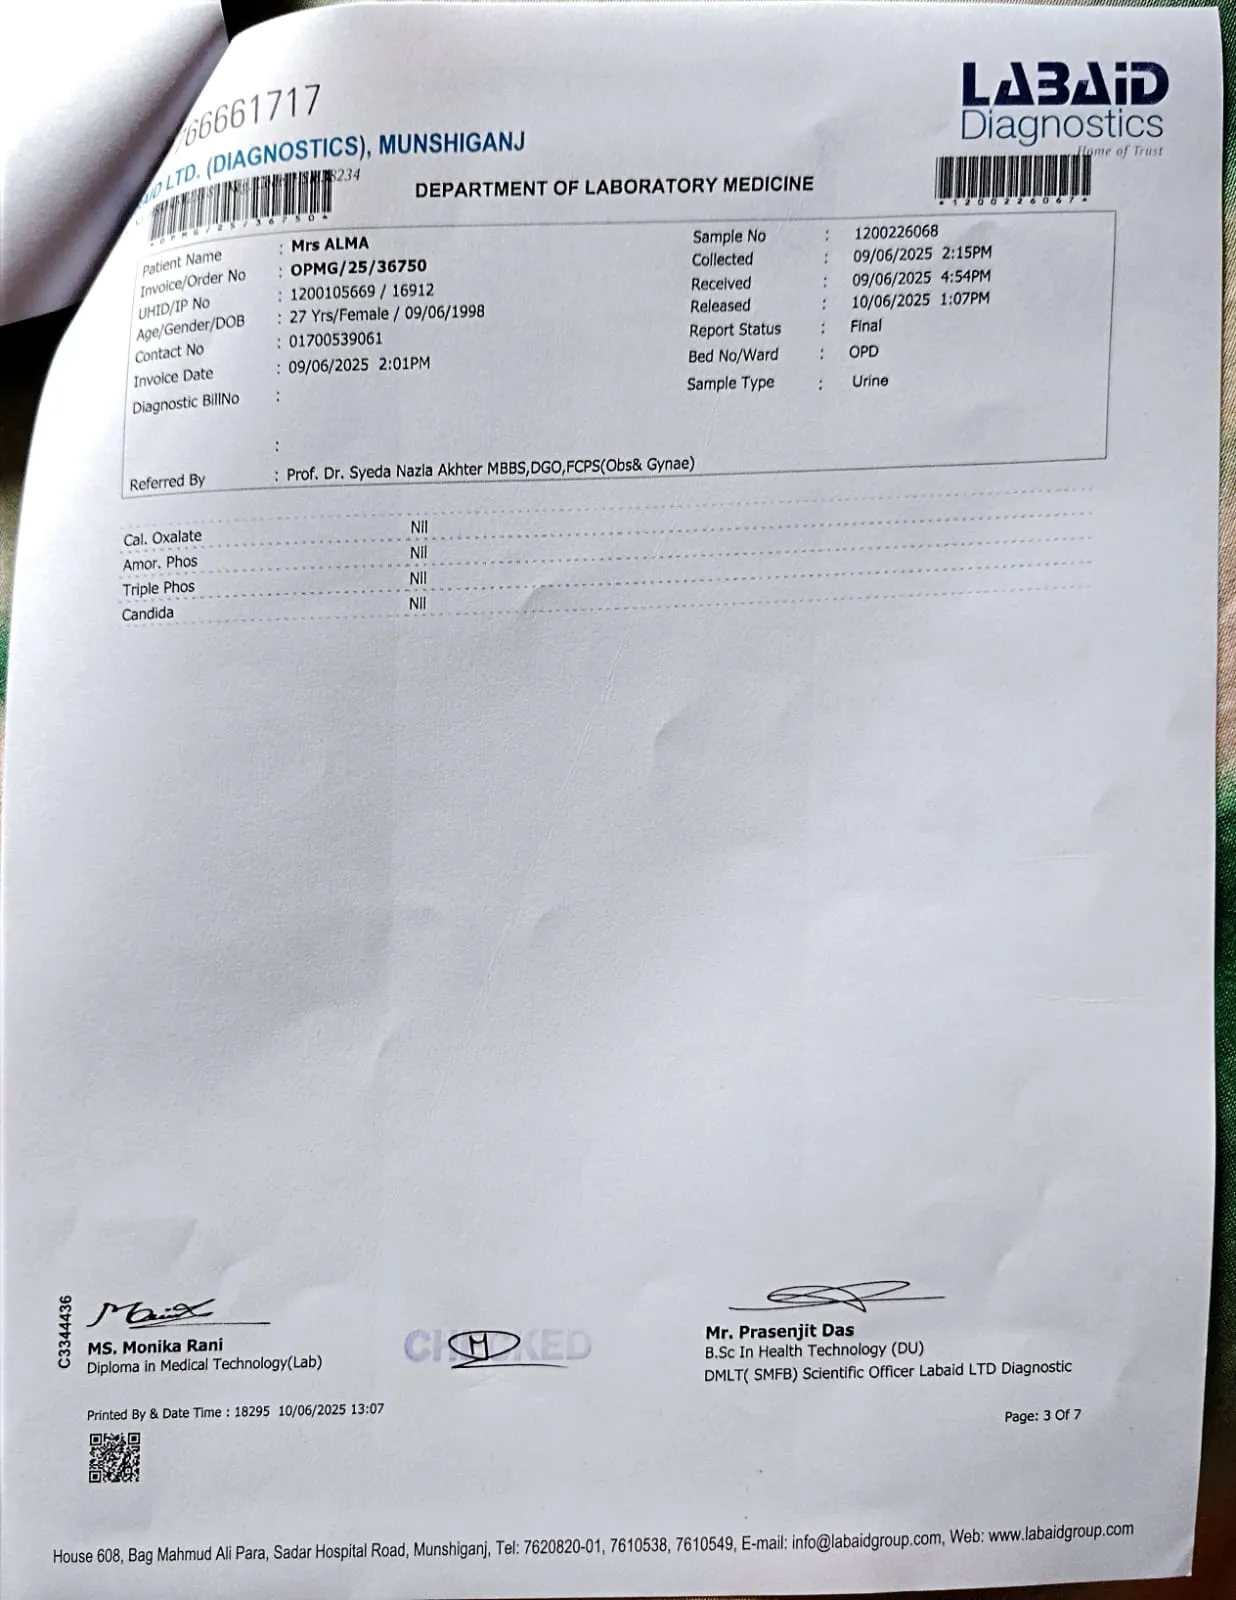 66661717
LTD. (DIAGNOSTICS), MUNSHIGANJ
LABAiD
Diagnostics
Home of Trust
DEPARTMENT OF LABORATORY MEDICINE
*1200226067*
Patient Name : Mrs ALMA
Invoice/Order No : OPMG/25/36750
UHID/IP No : 1200105669 / 16912
Age/Gender/DOB : 27 Yrs/Female / 09/06/1998
Contact No : 01700539061
Invoice Date : 09/06/2025 2:01PM
Diagnostic BillNo :
:
Referred By : Prof. Dr. Syeda Nazia Akhter MBBS,DGO,FCPS(Obs& Gynae)
Sample No : 1200226068
Collected : 09/06/2025 2:15PM
Received : 09/06/2025 4:54PM
Released : 10/06/2025 1:07PM
Report Status : Final
Bed No/Ward : OPD
Sample Type : Urine
Cal. Oxalate Nil
Amor. Phos Nil
Triple Phos Nil
Candida Nil
C3344436
MS. Monika Rani
Diploma in Medical Technology(Lab)
CHECKED
Mr. Prasenjit Das
B.Sc In Health Technology (DU)
DMLT( SMFB) Scientific Officer Labaid LTD Diagnostic
Printed By & Date Time : 18295 10/06/2025 13:07
Page: 3 Of 7
House 608, Bag Mahmud Ali Para, Sadar Hospital Road, Munshiganj, Tel: 7620820-01, 7610538, 7610549, E-mail: info@labaidgroup.com, Web: www.labaidgroup.com